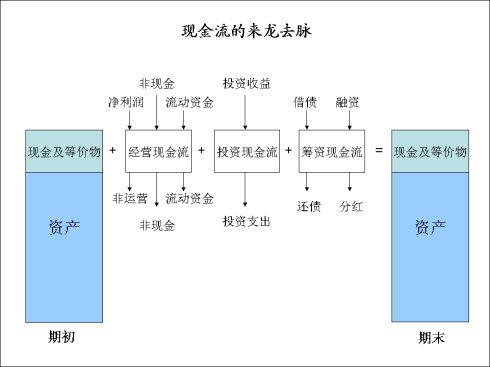 现金流的来龙去脉
非现金 投资收益
净利润 流动资金 借债 融资
现金及等价物 + 经营现金流 + 投资现金流 + 筹资现金流 = 现金及等价物
非运营 流动资金 还债 分红
非现金 投资支出
资产 资产
期初 期末